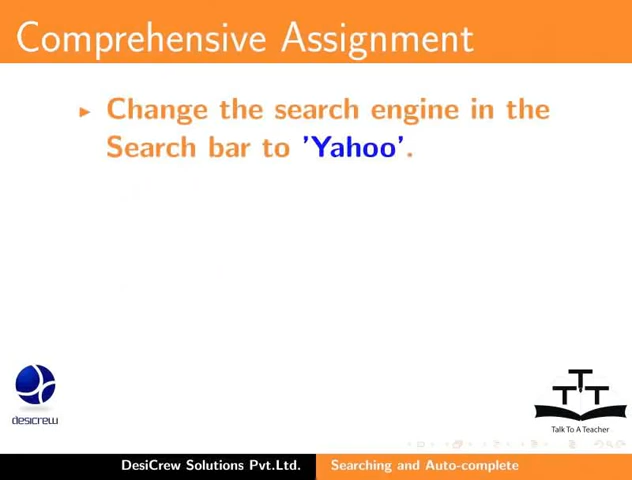 Comprehensive Assignment
Change the search engine in the
Search bar to 'Yahoo'.
desicrew
TTT
Talk To A Teacher
DesiCrew Solutions Pvt.Ltd.
Searching and Auto-complete